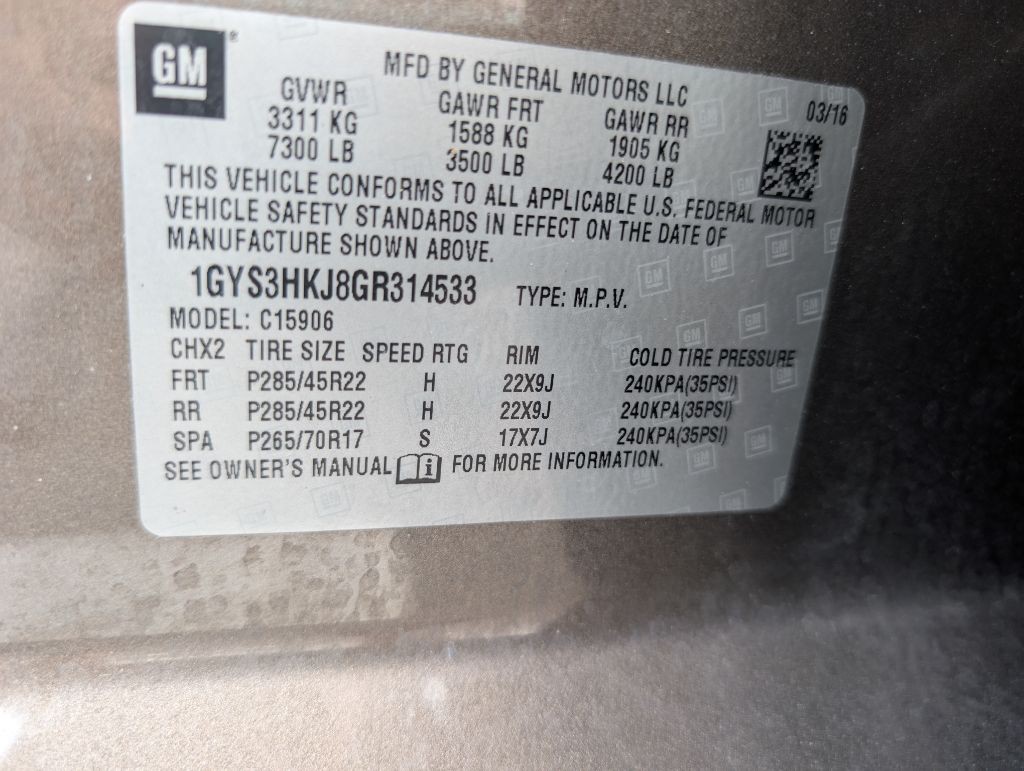 GM ®
MFD BY GENERAL MOTORS LLC
03/16
GVWR GAWR FRT GAWR RR
3311 KG 1588 KG 1905 KG
7300 LB 3500 LB 4200 LB
THIS VEHICLE CONFORMS TO ALL APPLICABLE U.S. FEDERAL MOTOR
VEHICLE SAFETY STANDARDS IN EFFECT ON THE DATE OF
MANUFACTURE SHOWN ABOVE.
1GYS3HKJ8GR314533 TYPE: M.P.V.
MODEL: C15906
CHX2 TIRE SIZE SPEED RTG RIM COLD TIRE PRESSURE
FRT P285/45R22 H 22X9J 240KPA(35PSI)
RR P285/45R22 H 22X9J 240KPA(35PSI)
SPA P265/70R17 S 17X7J 240KPA(35PSI)
SEE OWNER'S MANUAL i FOR MORE INFORMATION.